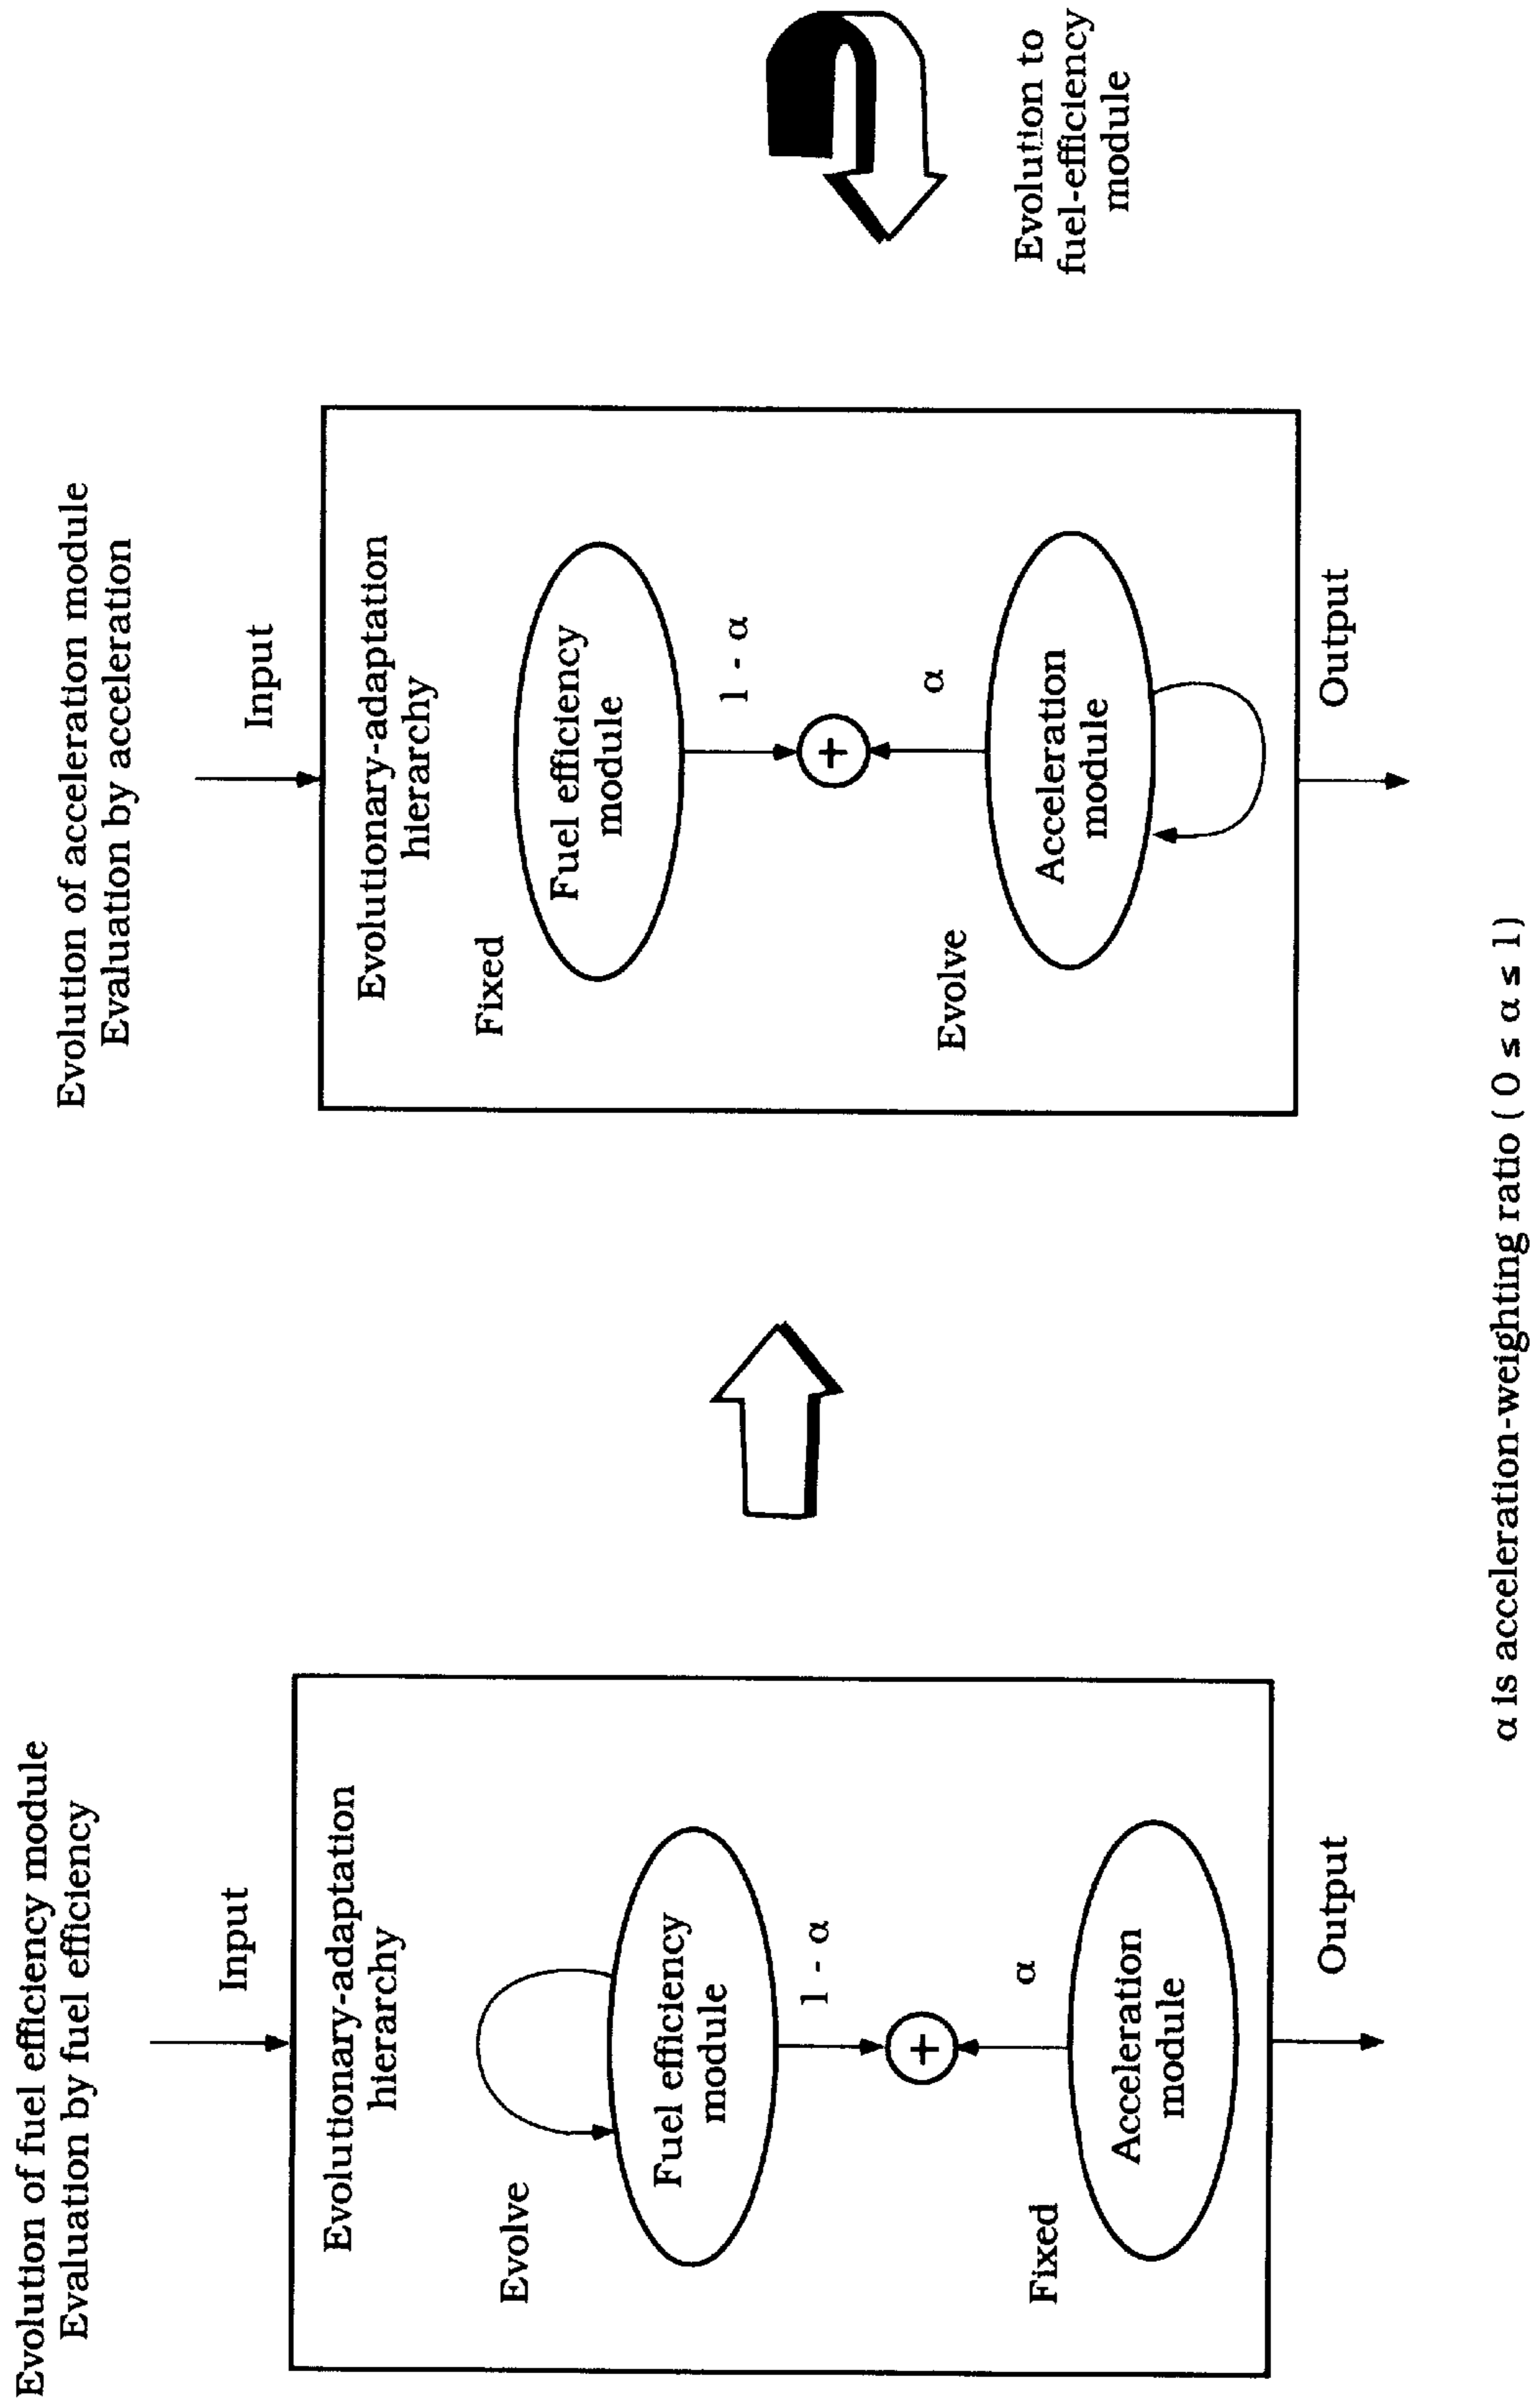 Evolution of fuel efficiency module
Evaluation by fuel efficiency
Input
Evolutionary-adaptation
hierarchy
Evolve
Fuel efficiency
module
1 - α
+
α
Fixed
Acceleration
module
Output
Evolution of acceleration module
Evaluation by acceleration
Input
Evolutionary-adaptation
hierarchy
Fixed
Fuel efficiency
module
1 - α
+
α
Evolve
Acceleration
module
Output
Evolution to
fuel-efficiency
module
α is acceleration-weighting ratio ( 0 ≤ α ≤ 1)